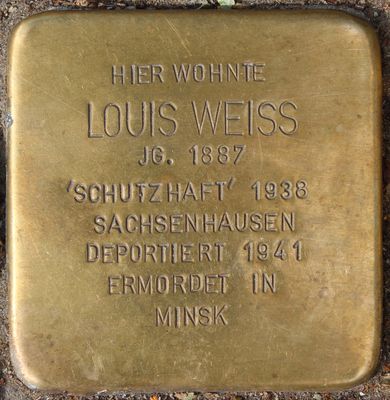 HIER WOHNTE
LOUIS WEISS
JG. 1887
'SCHUTZHAFT' 1938
SACHSENHAUSEN
DEPORTIERT 1941
ERMORDET IN
MINSK